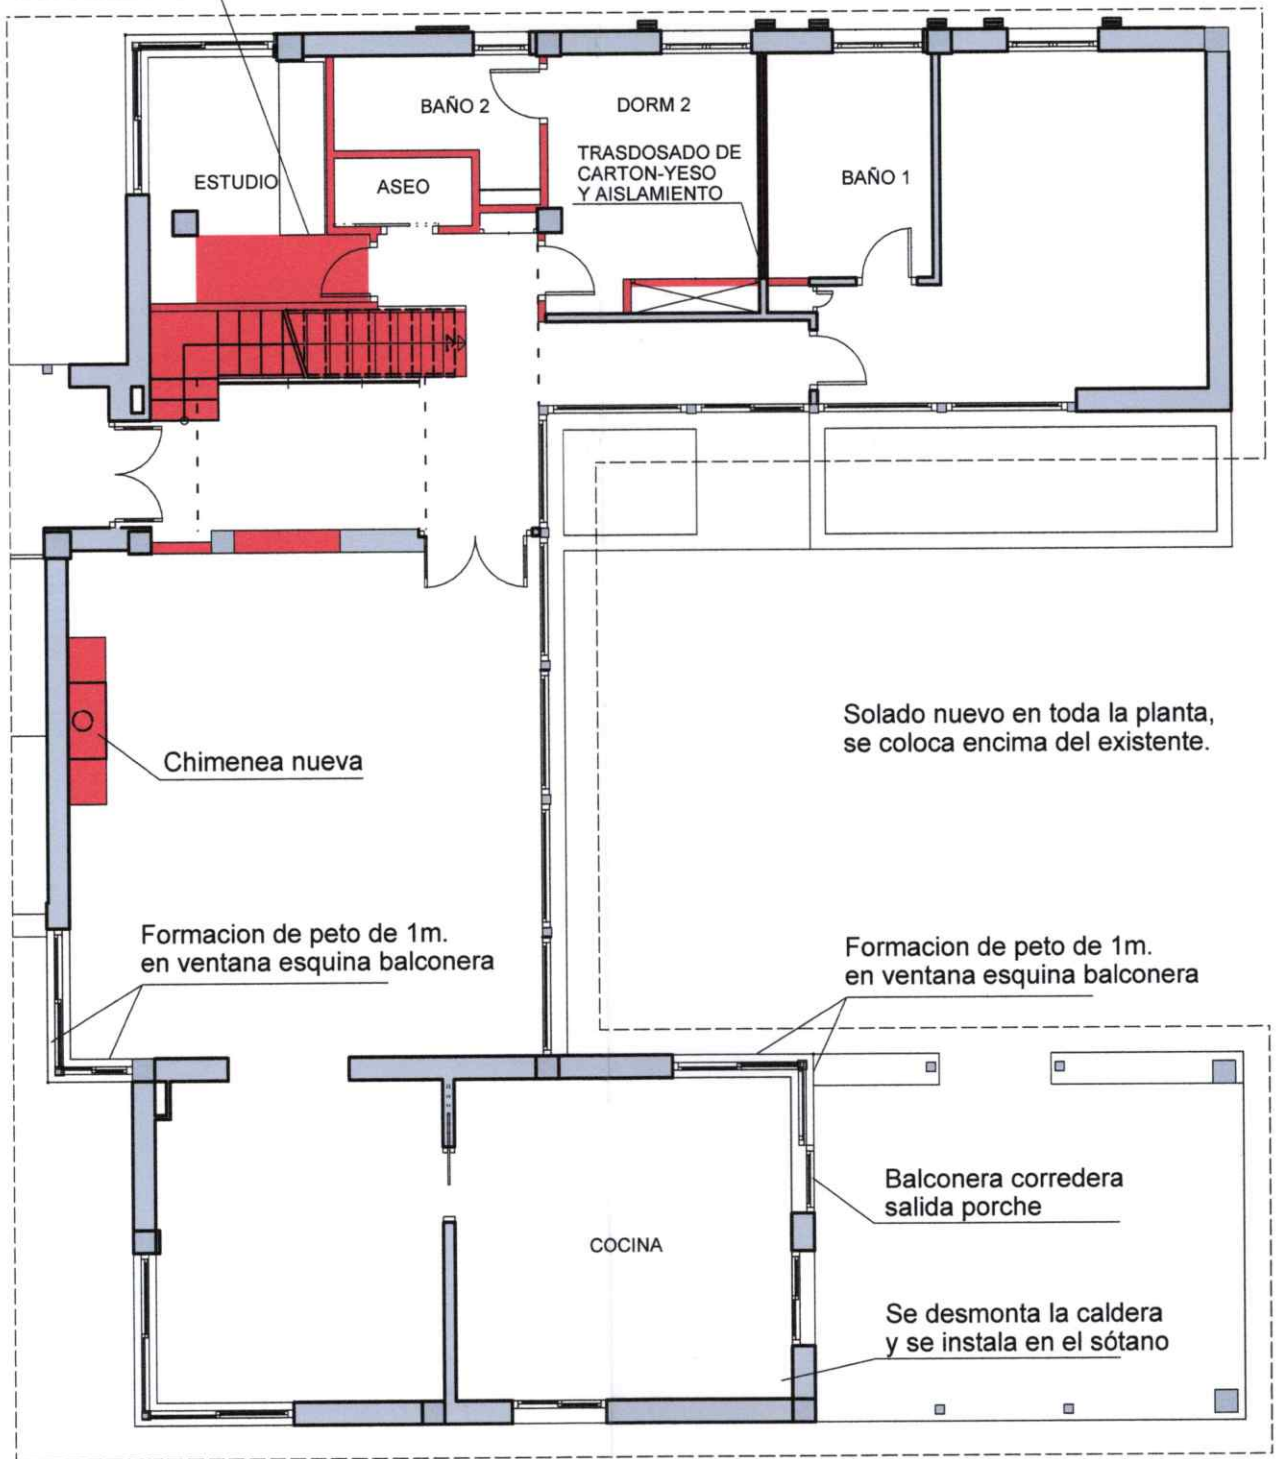 BAÑO 2
DORM 2
TRASDOSADO DE
CARTON-YESO
Y AISLAMIENTO
BAÑO 1
ESTUDIO
ASEO
Chimenea nueva
Solado nuevo en toda la planta,
se coloca encima del existente.
Formacion de peto de 1m.
en ventana esquina balconera
Formacion de peto de 1m.
en ventana esquina balconera
Balconera corredera
salida porche
COCINA
Se desmonta la caldera
y se instala en el sótano